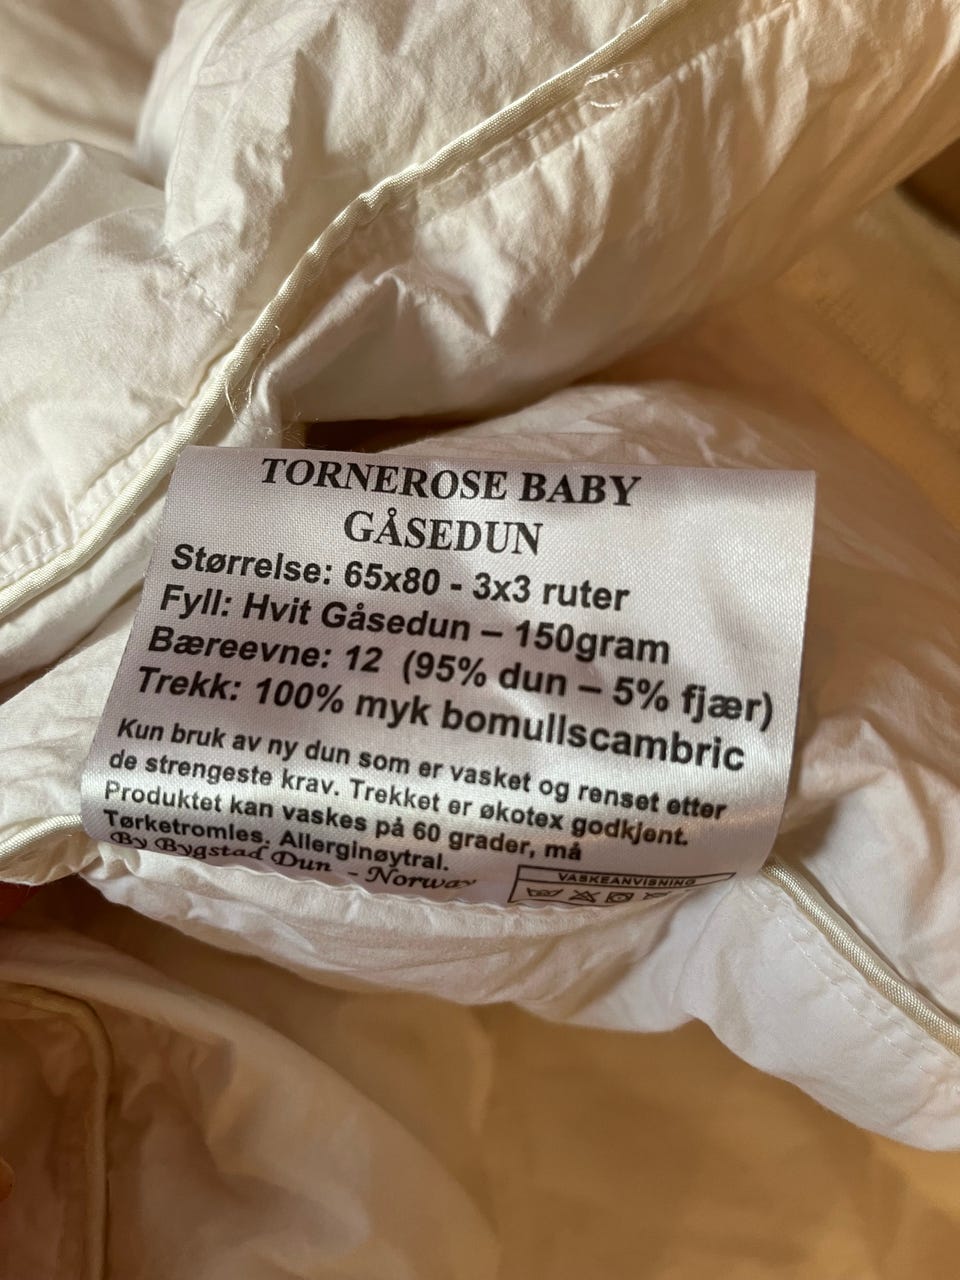 TORNEROSE BABY
GÅSEDUN
Størrelse: 65x80 - 3x3 ruter
Fyll: Hvit Gåsedun – 150gram
Bæreevne: 12 (95% dun – 5% fjær)
Trekk: 100% myk bomullscambric
Kun bruk av ny dun som er vasket og renset etter
de strengeste krav. Trekket er økotex godkjent.
Produktet kan vaskes på 60 grader, må
Tørketromles. Allerginøytral.
By Bygstad Dun - Norway
VASKEANVISNING